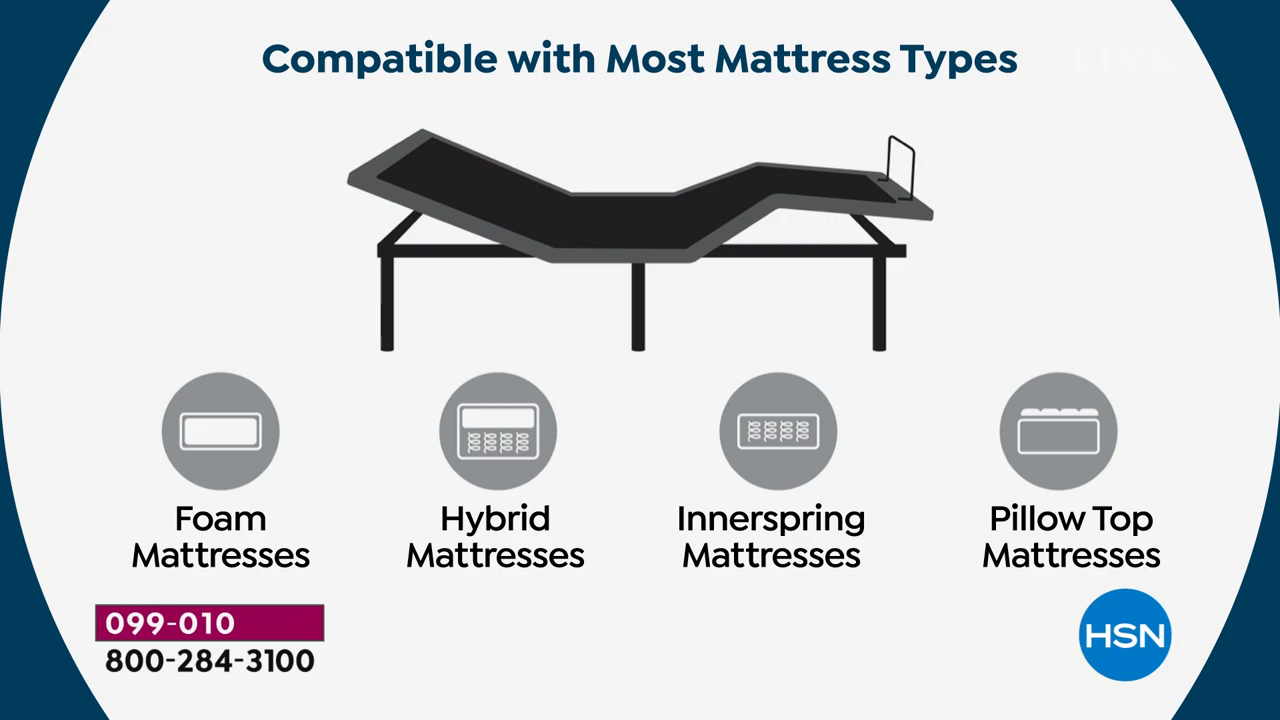 Compatible with Most Mattress Types
LIVE
Foam
Mattresses
Hybrid
Mattresses
Innerspring
Mattresses
Pillow Top
Mattresses
099-010
800-284-3100
HSN